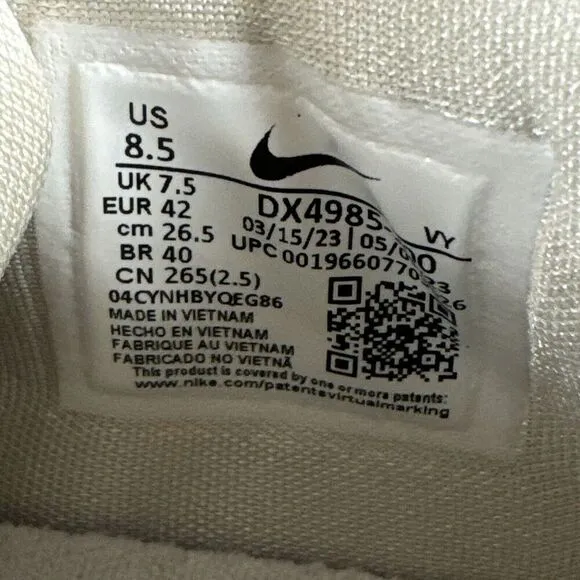 US
8.5
UK 7.5
EUR 42
cm 26.5
BR 40
CN 265(2.5)
DX4985
VY
03/15/23 | 05/
UPC
04CYNHBYQEG86
MADE IN VIETNAM
HECHO EN VIETNAM
FABRIQUE AU VIETNAM
FABRICADO NO VIETNÃ
This product is covered by one or more patents:
www.nike.com/patentsvirtualmarking